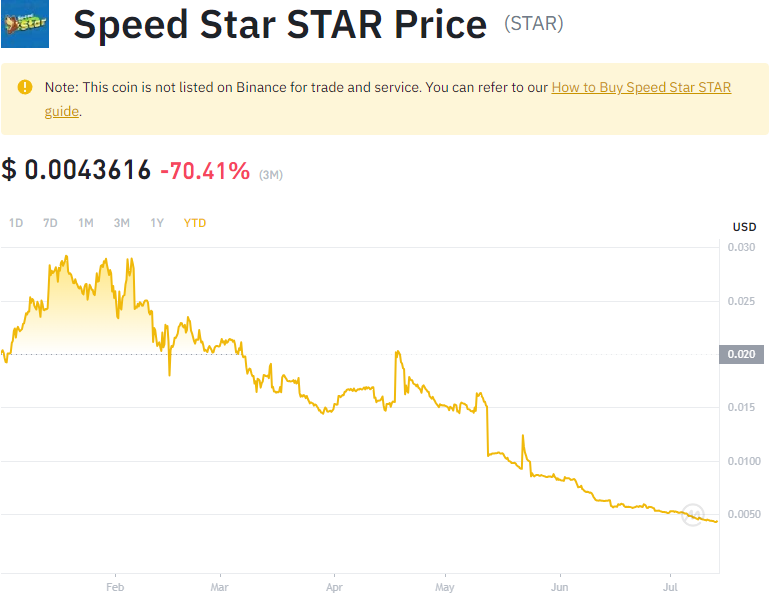 Speed Star STAR Price (STAR)
Note: This coin is not listed on Binance for trade and service. You can refer to our How to Buy Speed Star STAR
guide.
$ 0.0043616 -70.41% (3M)
1D 7D 1M 3M 1Y YTD
USD
0.030
0.025
0.020
0.015
0.0100
0.0050
Feb Mar Apr May Jun Jul